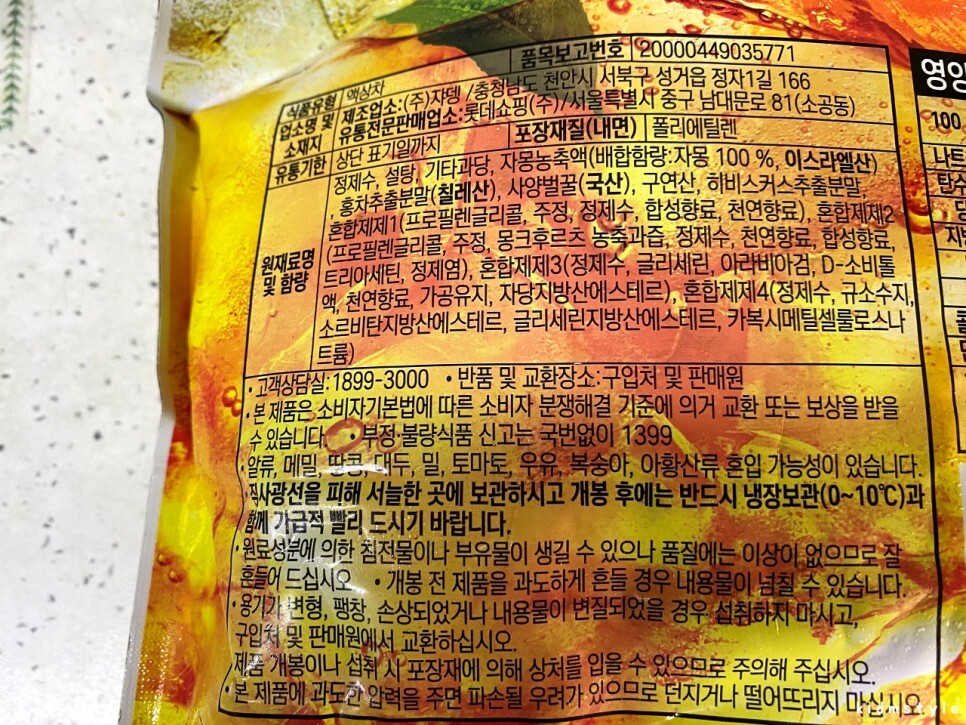 품목보고번호 20000449035771
식품유형 액상차
업소명 및 소재지 제조업소:(주)쟈뎅 /충청남도 천안시 서북구 성거읍 정자1길 166
유통전문판매업소:롯데쇼핑(주)/서울특별시 중구 남대문로 81(소공동)
유통기한 상단 표기일까지 포장재질(내면) 폴리에틸렌
원재료명 및 함량
정제수, 설탕, 기타과당, 자몽농축액(배합함량:자몽 100 %, 이스라엘산)
, 홍차추출분말(칠레산), 사양벌꿀(국산), 구연산, 히비스커스추출분말,
혼합제제1(프로필렌글리콜, 주정, 정제수, 합성향료, 천연향료), 혼합제제2
(프로필렌글리콜, 주정, 몽크후르츠 농축과즙, 정제수, 천연향료, 합성향료,
트리아세틴, 정제염), 혼합제제3(정제수, 글리세린, 아라비아검, D-소비톨
액, 천연향료, 가공유지, 자당지방산에스테르), 혼합제제4(정제수, 규소수지,
소르비탄지방산에스테르, 글리세린지방산에스테르, 카복시메틸셀룰로스나
트륨)
•고객상담실:1899-3000 •반품 및 교환장소:구입처 및 판매원
•본 제품은 소비자기본법에 따른 소비자 분쟁해결 기준에 의거 교환 또는 보상을 받을
수 있습니다. •부정·불량식품 신고는 국번없이 1399
•알류, 메밀, 땅콩, 대두, 밀, 토마토, 우유, 복숭아, 아황산류 혼입 가능성이 있습니다.
•직사광선을 피해 서늘한 곳에 보관하시고 개봉 후에는 반드시 냉장보관(0~10℃)과
함께 가급적 빨리 드시기 바랍니다.
•원료성분에 의한 침전물이나 부유물이 생길 수 있으나 품질에는 이상이 없으므로 잘
흔들어 드십시오. •개봉 전 제품을 과도하게 흔들 경우 내용물이 넘칠 수 있습니다.
•용기가 변형, 팽창, 손상되었거나 내용물이 변질되었을 경우 섭취하지 마시고,
구입처 및 판매원에서 교환하십시오.
•제품 개봉이나 섭취 시 포장재에 의해 상처를 입을 수 있으므로 주의해 주십시오.
•본 제품에 과도한 압력을 주면 파손될 우려가 있으므로 던지거나 떨어뜨리지 마십시오.
영양
100
나트
탄수
당
지방